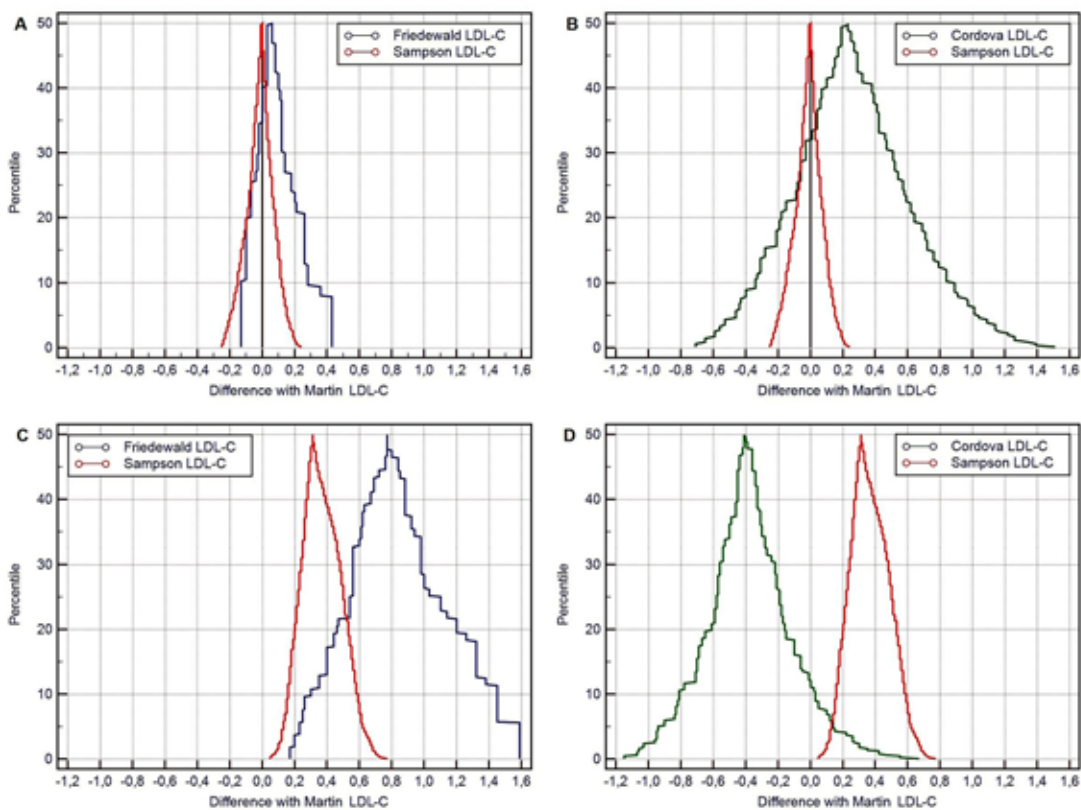 A
50
40
30
20
10
0
Percentile
Friedewald LDL-C
Sampson LDL-C
-1,2 -1,0 -0,8 -0,6 -0,4 -0,2 0,0 0,2 0,4 0,6 0,8 1,0 1,2 1,4 1,6
Difference with Martin LDL-C
B
50
40
30
20
10
0
Percentile
Cordova LDL-C
Sampson LDL-C
-1,2 -1,0 -0,8 -0,6 -0,4 -0,2 0,0 0,2 0,4 0,6 0,8 1,0 1,2 1,4 1,6
Difference with Martin LDL-C
C
50
40
30
20
10
0
Percentile
Friedewald LDL-C
Sampson LDL-C
-1,2 -1,0 -0,8 -0,6 -0,4 -0,2 0,0 0,2 0,4 0,6 0,8 1,0 1,2 1,4 1,6
Difference with Martin LDL-C
D
50
40
30
20
10
0
Percentile
Cordova LDL-C
Sampson LDL-C
-1,2 -1,0 -0,8 -0,6 -0,4 -0,2 0,0 0,2 0,4 0,6 0,8 1,0 1,2 1,4 1,6
Difference with Martin LDL-C